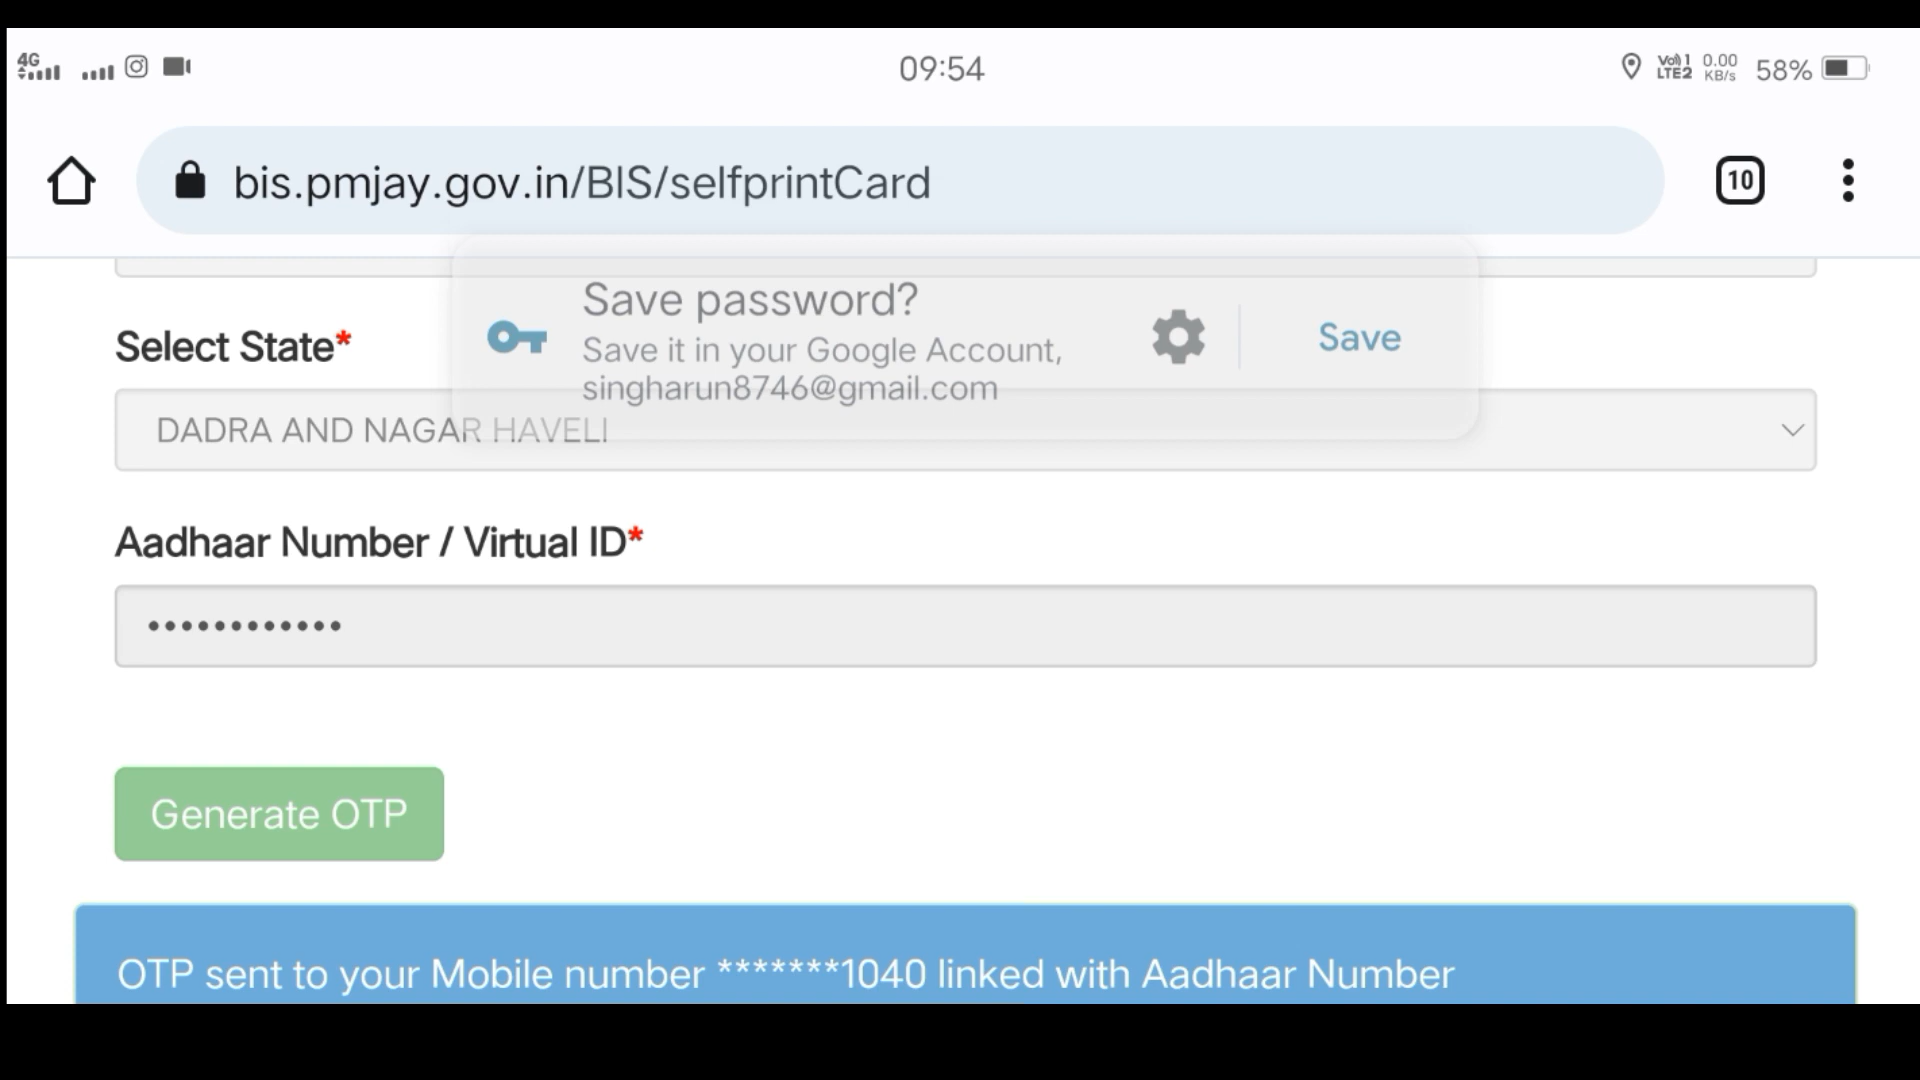 4G
09:54
Vo) 1 0.00
LTE2 KB/s
58%
bis.pmjay.gov.in/BIS/selfprintCard
10
Save password?
Save it in your Google Account,
singharun8746@gmail.com
Save
Select State*
DADRA AND NAGAR HAVELI
Aadhaar Number / Virtual ID*
••••••••••••
Generate OTP
OTP sent to your Mobile number *******1040 linked with Aadhaar Number